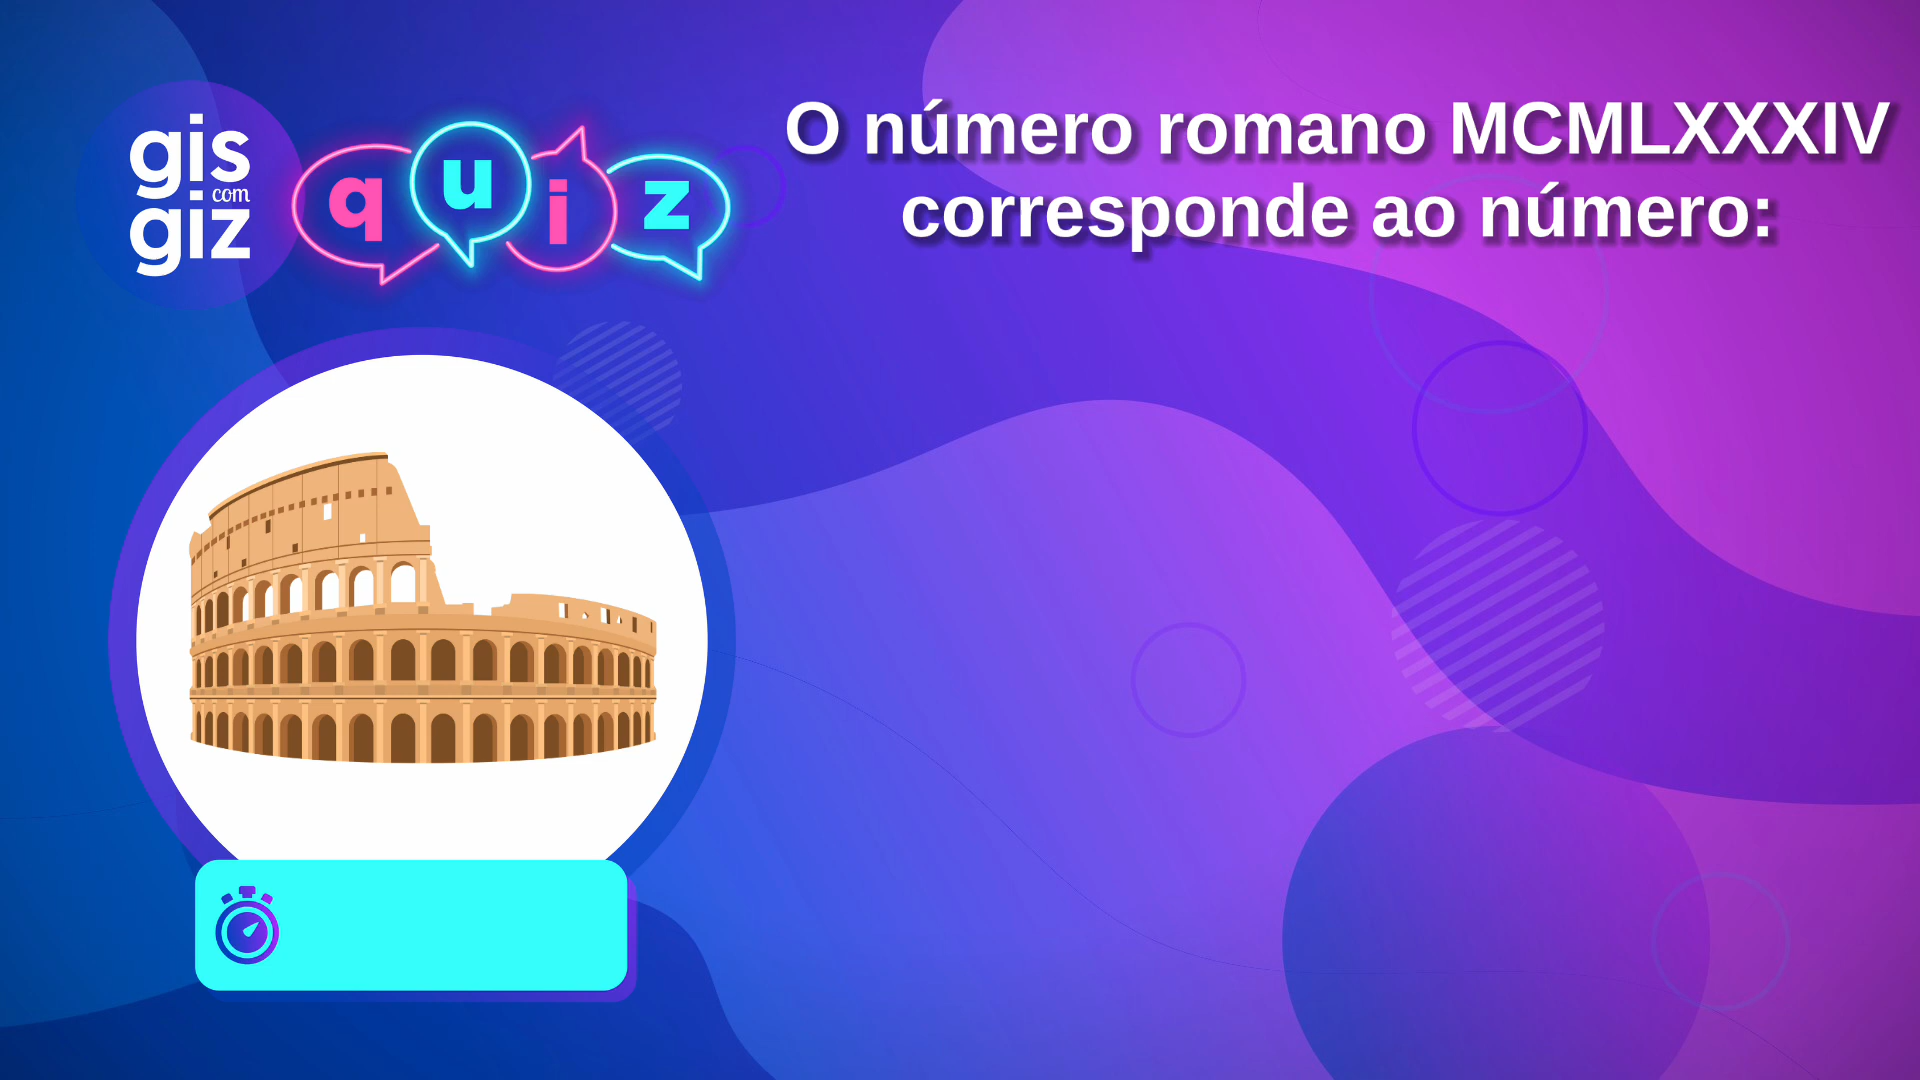 gis
com
giz
quiz
O número romano MCMLXXXIV
corresponde ao número: